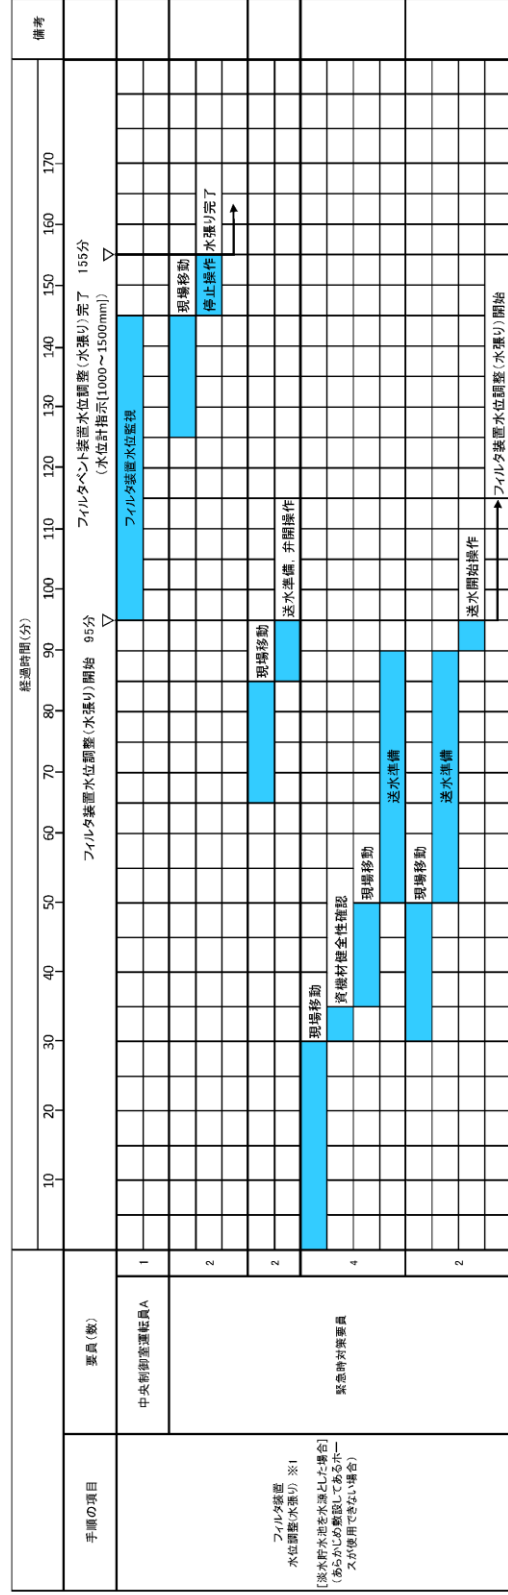 手順の項目
要員(数)
経過時間(分)
備考
10
20
30
40
50
60
70
80
90
100
110
120
130
140
150
160
170
フィルタ装置水位調整(水張り)開始 95分
フィルタベント装置水位調整(水張り)完了 155分
(水位計指示[1000～1500mm])
フィルタ装置
水位調整(水張り) ※1
[淡水貯水池を水源とした場合]
(あらかじめ敷設してあるホー
スが使用できない場合)
中央制御室運転員A
1
フィルタ装置水位監視
緊急時対策要員
2
現場移動
停止操作
水張り完了
2
現場移動
送水準備, 弁開操作
4
現場移動
資機材健全性確認
現場移動
送水準備
2
現場移動
送水準備
送水開始操作
フィルタ装置水位調整(水張り)開始